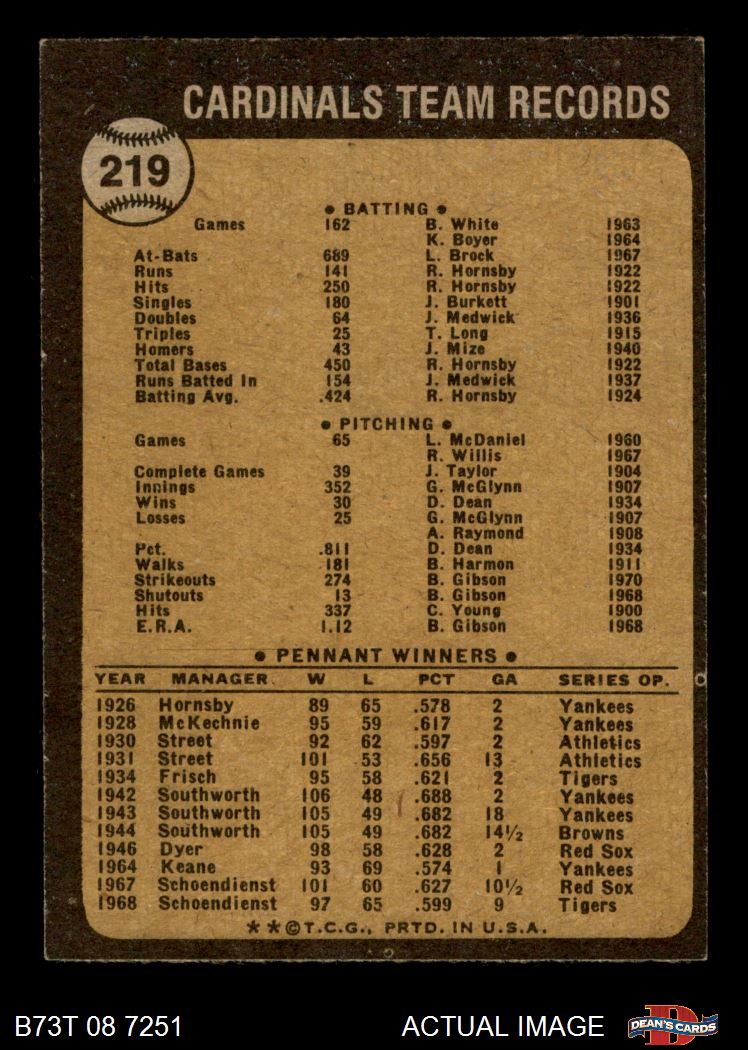 CARDINALS TEAM RECORDS
219
• BATTING •
Games 162 B. White 1963
K. Boyer 1964
At-Bats 689 L. Brock 1967
Runs 141 R. Hornsby 1922
Hits 250 R. Hornsby 1922
Singles 180 J. Burkett 1901
Doubles 64 J. Medwick 1936
Triples 25 T. Long 1915
Homers 43 J. Mize 1940
Total Bases 450 R. Hornsby 1922
Runs Batted In 154 J. Medwick 1937
Batting Avg. .424 R. Hornsby 1924
• PITCHING •
Games 65 L. McDaniel 1960
R. Willis 1967
Complete Games 39 J. Taylor 1904
Innings 352 G. McGlynn 1907
Wins 30 D. Dean 1934
Losses 25 G. McGlynn 1907
A. Raymond 1908
Pct. .811 D. Dean 1934
Walks 181 B. Harmon 1911
Strikeouts 274 B. Gibson 1970
Shutouts 13 B. Gibson 1968
Hits 337 C. Young 1900
E.R.A. 1.12 B. Gibson 1968
• PENNANT WINNERS •
YEAR MANAGER W L PCT GA SERIES OP.
1926 Hornsby 89 65 .578 2 Yankees
1928 McKechnie 95 59 .617 2 Yankees
1930 Street 92 62 .597 2 Athletics
1931 Street 101 53 .656 13 Athletics
1934 Frisch 95 58 .621 2 Tigers
1942 Southworth 106 48 .688 2 Yankees
1943 Southworth 105 49 .682 18 Yankees
1944 Southworth 105 49 .682 14½ Browns
1946 Dyer 98 58 .628 2 Red Sox
1964 Keane 93 69 .574 1 Yankees
1967 Schoendienst 101 60 .627 10½ Red Sox
1968 Schoendienst 97 65 .599 9 Tigers
* * © T.C.G., PRTD. IN U.S.A.
B73T 08 7251 ACTUAL IMAGE D DEAN'S CARDS